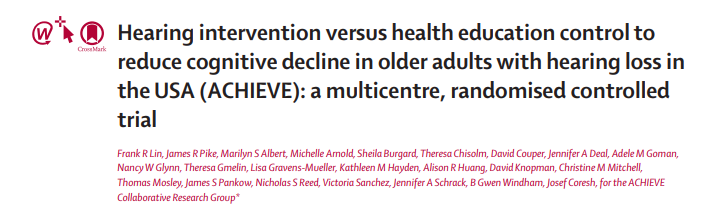 W
CrossMark
Hearing intervention versus health education control to
reduce cognitive decline in older adults with hearing loss in
the USA (ACHIEVE): a multicentre, randomised controlled
trial
Frank R Lin, James R Pike, Marilyn S Albert, Michelle Arnold, Sheila Burgard, Theresa Chisolm, David Couper, Jennifer A Deal, Adele M Goman,
Nancy W Glynn, Theresa Gmelin, Lisa Gravens-Mueller, Kathleen M Hayden, Alison R Huang, David Knopman, Christine M Mitchell,
Thomas Mosley, James S Pankow, Nicholas S Reed, Victoria Sanchez, Jennifer A Schrack, B Gwen Windham, Josef Coresh, for the ACHIEVE
Collaborative Research Group*